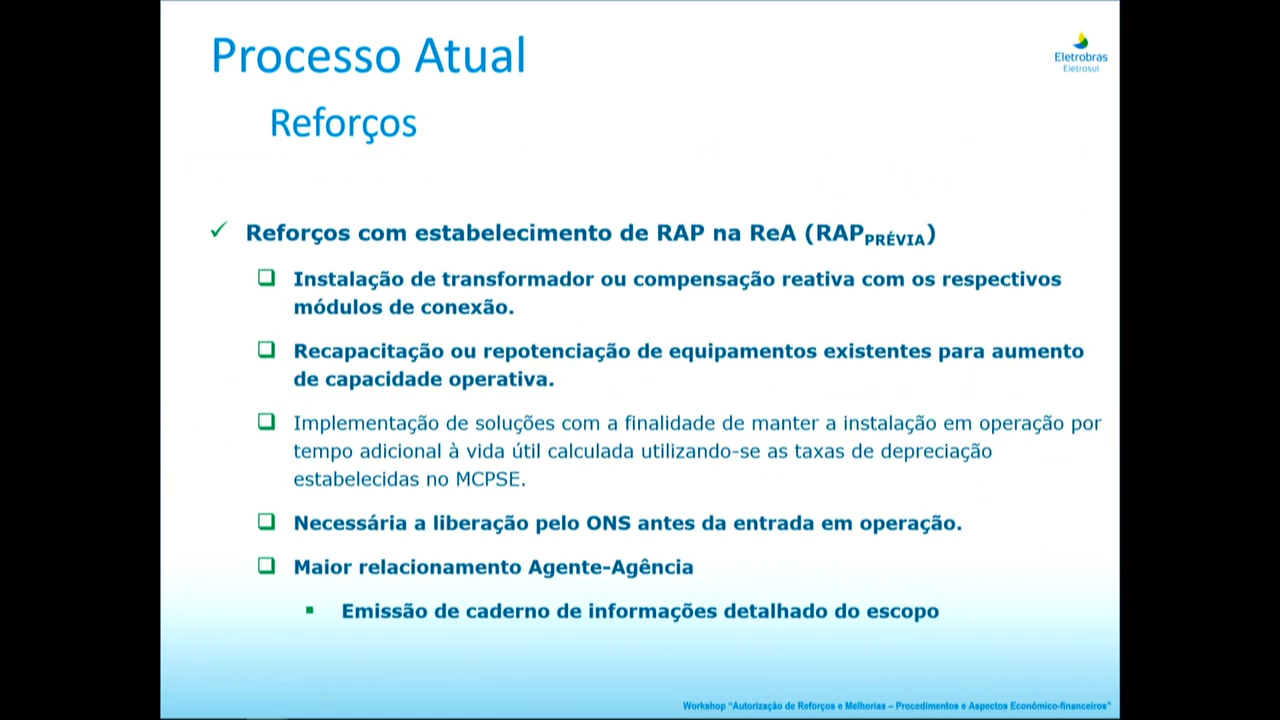 Processo Atual
Eletrobras
Eletrosul
Reforços
✓ Reforços com estabelecimento de RAP na ReA (RAPPRÉVIA)
❑ Instalação de transformador ou compensação reativa com os respectivos
módulos de conexão.
❑ Recapacitação ou repotenciação de equipamentos existentes para aumento
de capacidade operativa.
❑ Implementação de soluções com a finalidade de manter a instalação em operação por
tempo adicional à vida útil calculada utilizando-se as taxas de depreciação
estabelecidas no MCPSE.
❑ Necessária a liberação pelo ONS antes da entrada em operação.
❑ Maior relacionamento Agente-Agência
▪ Emissão de caderno de informações detalhado do escopo
Workshop “Autorização de Reforços e Melhorias – Procedimentos e Aspectos Econômico-financeiros”